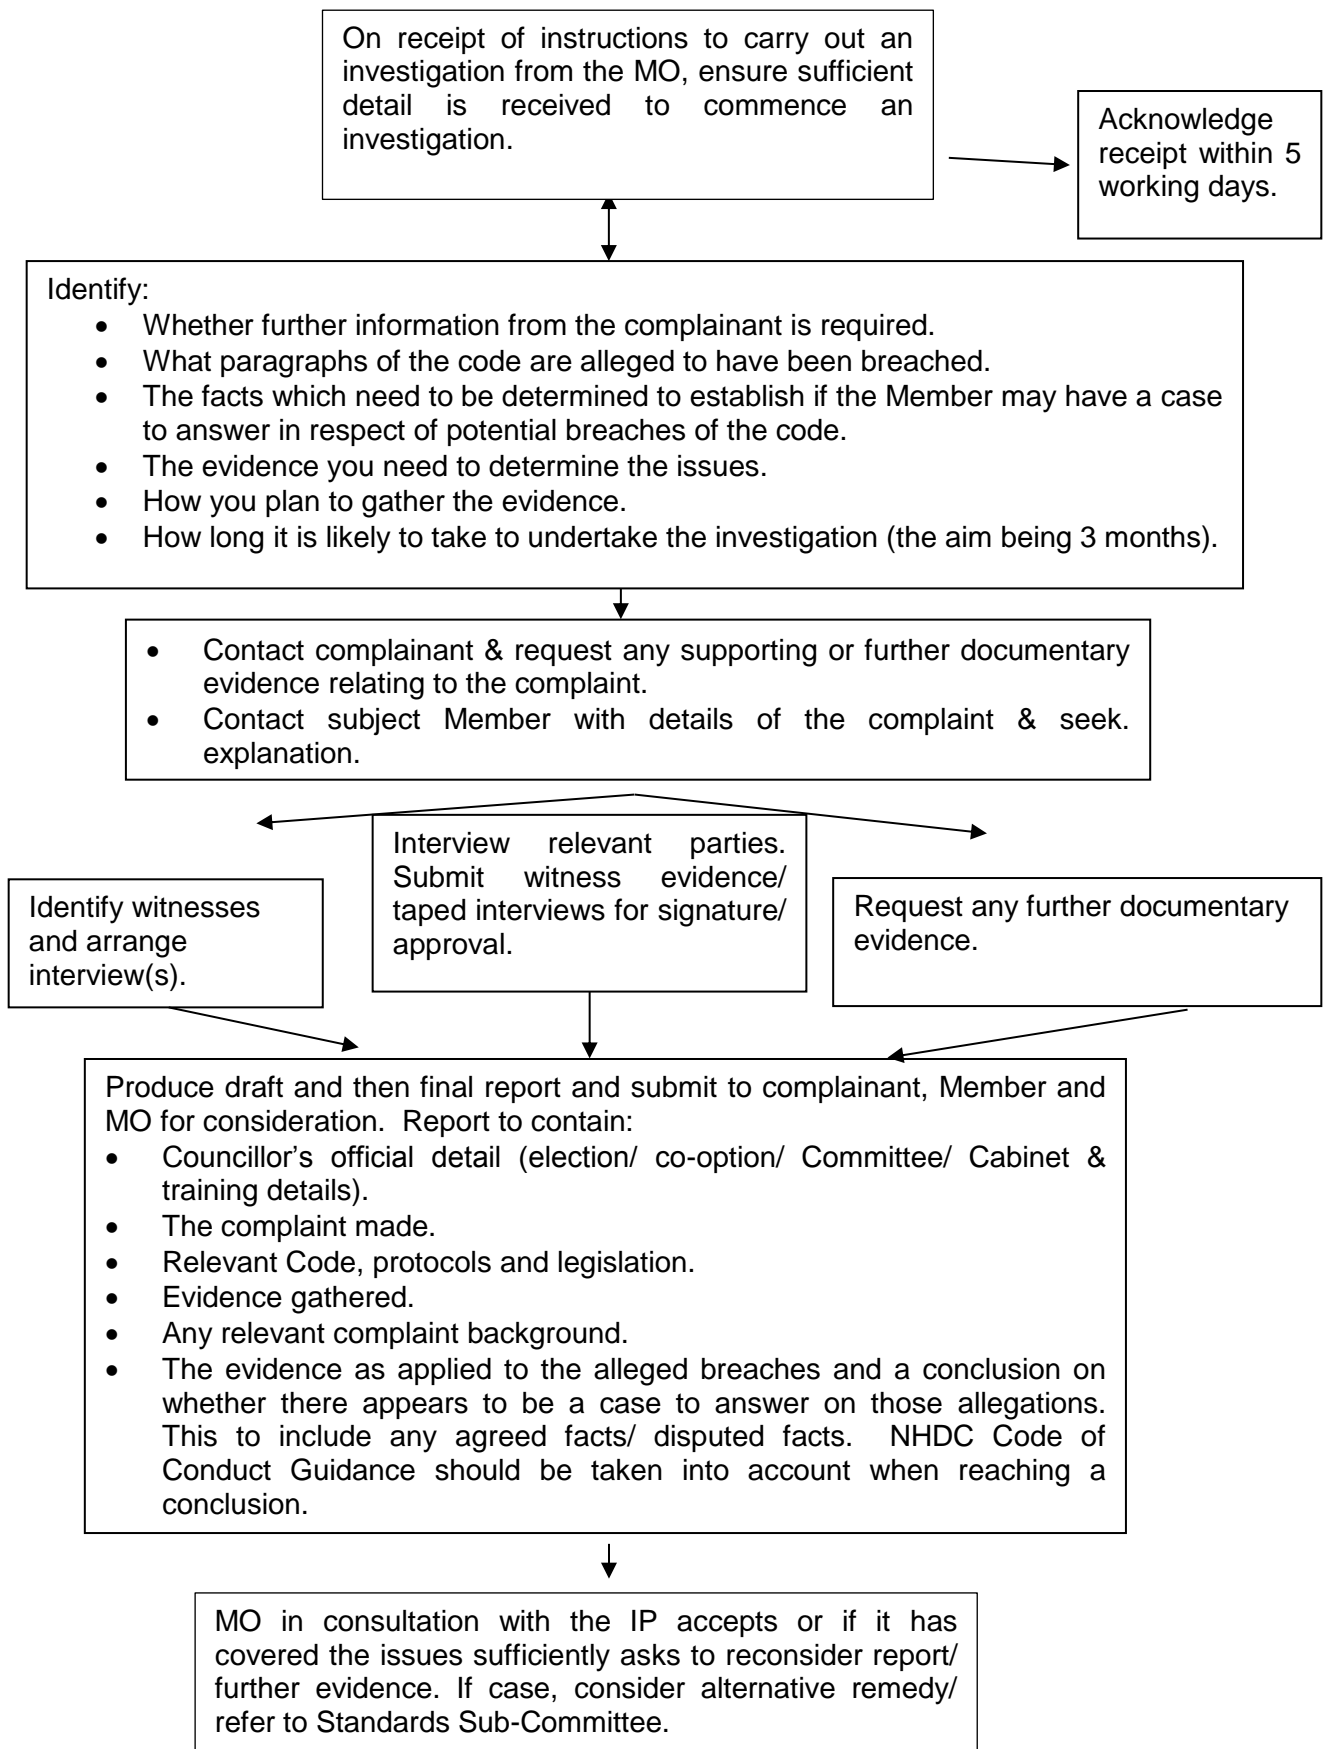 On receipt of instructions to carry out an
investigation from the MO, ensure sufficient
detail is received to commence an
investigation.
Acknowledge
receipt within 5
working days.
Identify:
• Whether further information from the complainant is required.
• What paragraphs of the code are alleged to have been breached.
• The facts which need to be determined to establish if the Member may have a case
to answer in respect of potential breaches of the code.
• The evidence you need to determine the issues.
• How you plan to gather the evidence.
• How long it is likely to take to undertake the investigation (the aim being 3 months).
• Contact complainant & request any supporting or further documentary
evidence relating to the complaint.
• Contact subject Member with details of the complaint & seek.
explanation.
Identify witnesses
and arrange
interview(s).
Interview relevant parties.
Submit witness evidence/
taped interviews for signature/
approval.
Request any further documentary
evidence.
Produce draft and then final report and submit to complainant, Member and
MO for consideration. Report to contain:
• Councillor's official detail (election/ co-option/ Committee/ Cabinet &
training details).
• The complaint made.
• Relevant Code, protocols and legislation.
• Evidence gathered.
• Any relevant complaint background.
• The evidence as applied to the alleged breaches and a conclusion on
whether there appears to be a case to answer on those allegations.
This to include any agreed facts/ disputed facts. NHDC Code of
Conduct Guidance should be taken into account when reaching a
conclusion.
MO in consultation with the IP accepts or if it has
covered the issues sufficiently asks to reconsider report/
further evidence. If case, consider alternative remedy/
refer to Standards Sub-Committee.